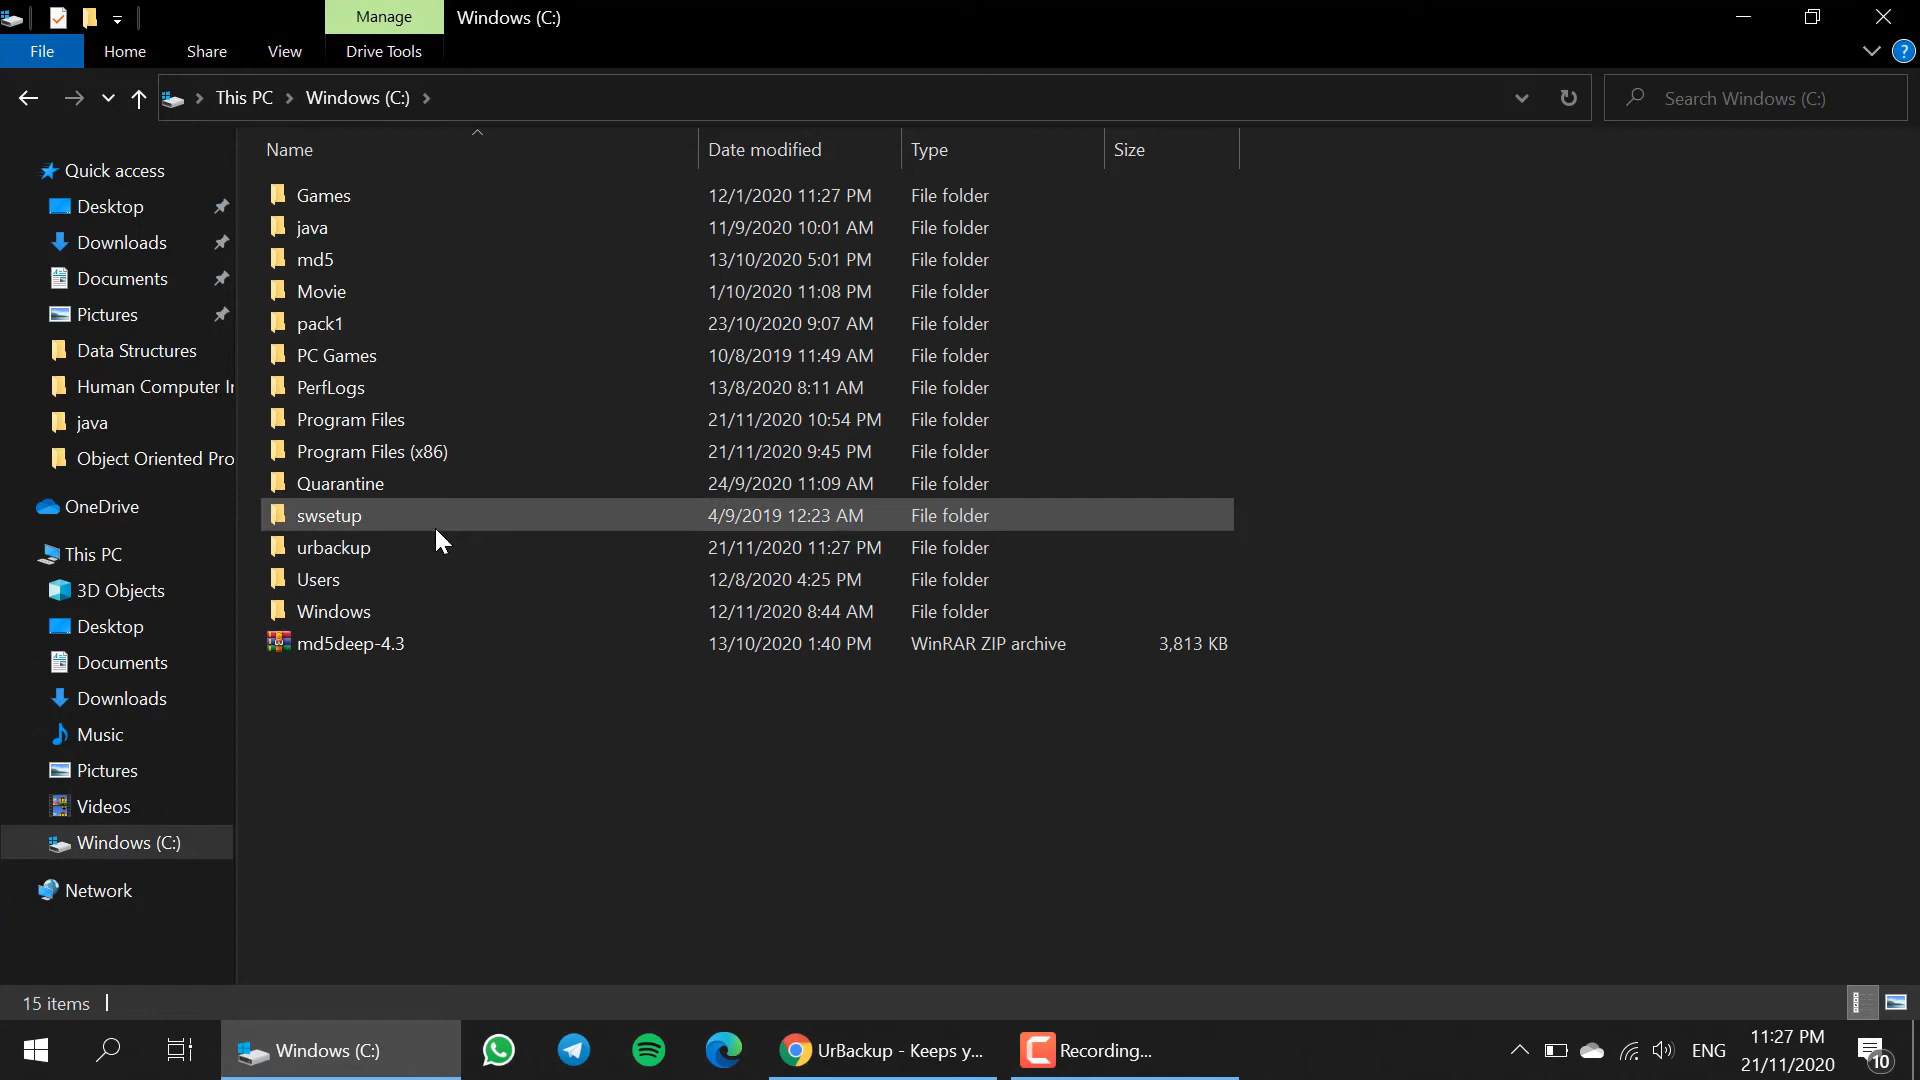 Manage
Windows (C:)
File
Home
Share
View
Drive Tools
?
This PC
Windows (C:)
Search Windows (C:)
Name
Date modified
Type
Size
Quick access
Desktop
Downloads
Documents
Pictures
Data Structures
Human Computer Ir
java
Object Oriented Pro
OneDrive
This PC
3D Objects
Desktop
Documents
Downloads
Music
Pictures
Videos
Windows (C:)
Network
Games 12/1/2020 11:27 PM File folder
java 11/9/2020 10:01 AM File folder
md5 13/10/2020 5:01 PM File folder
Movie 1/10/2020 11:08 PM File folder
pack1 23/10/2020 9:07 AM File folder
PC Games 10/8/2019 11:49 AM File folder
PerfLogs 13/8/2020 8:11 AM File folder
Program Files 21/11/2020 10:54 PM File folder
Program Files (x86) 21/11/2020 9:45 PM File folder
Quarantine 24/9/2020 11:09 AM File folder
swsetup 4/9/2019 12:23 AM File folder
urbackup 21/11/2020 11:27 PM File folder
Users 12/8/2020 4:25 PM File folder
Windows 12/11/2020 8:44 AM File folder
md5deep-4.3 13/10/2020 1:40 PM WinRAR ZIP archive 3,813 KB
15 items
Windows (C:)
UrBackup - Keeps y...
Recording...
ENG
11:27 PM
21/11/2020
10